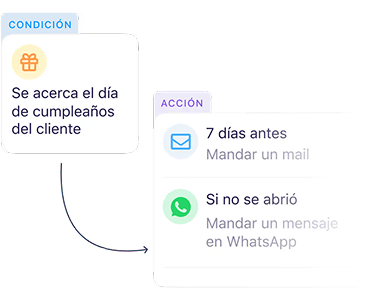 CONDICIÓN
Se acerca el día
de cumpleaños
del cliente
ACCIÓN
7 días antes
Mandar un mail
Si no se abrió
Mandar un mensaje
en WhatsApp